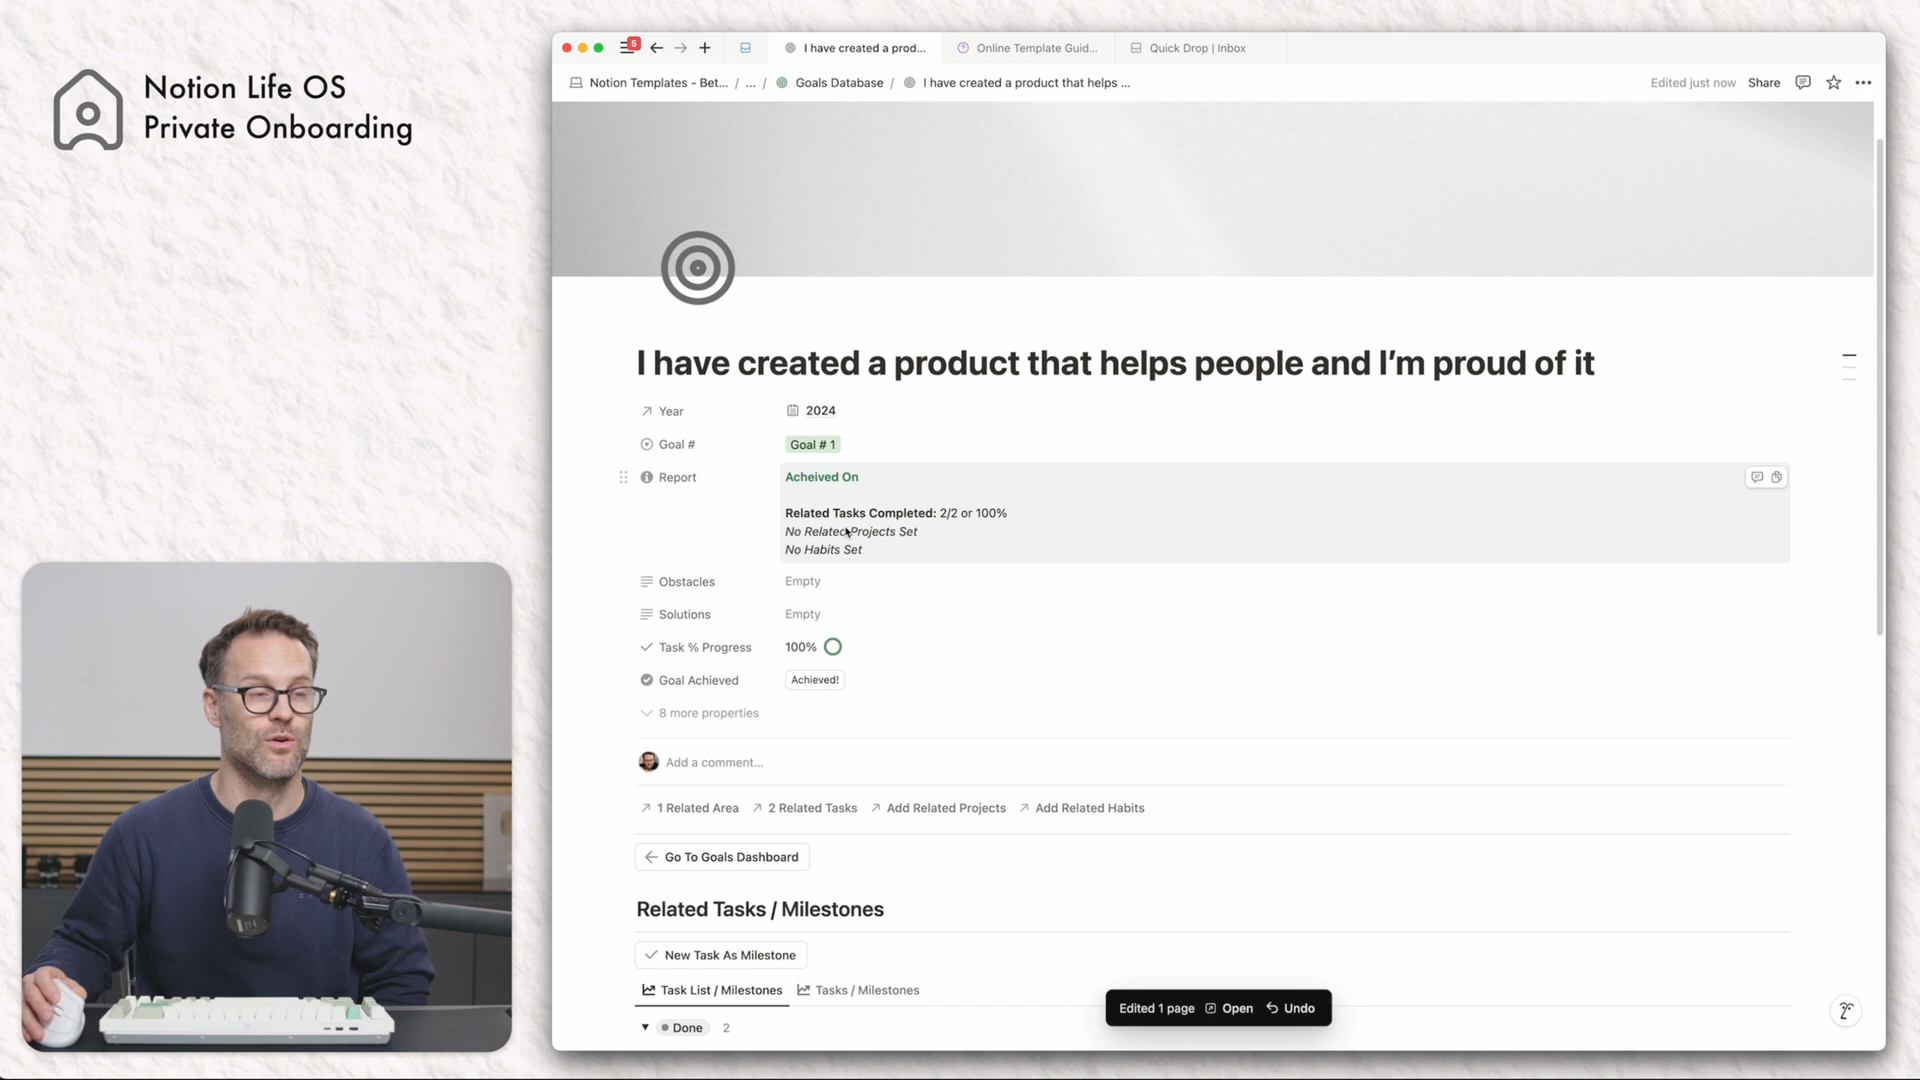 Notion Life OS
Private Onboarding
5
I have created a prod...
Online Template Guid...
Quick Drop | Inbox
Notion Templates - Bet... / ... / Goals Database / I have created a product that helps ...
Edited just now
Share
I have created a product that helps people and I'm proud of it
Year
2024
Goal #
Goal # 1
Report
Acheived On
Related Tasks Completed: 2/2 or 100%
No Related Projects Set
No Habits Set
Obstacles
Empty
Solutions
Empty
Task % Progress
100%
Goal Achieved
Achieved!
8 more properties
Add a comment...
1 Related Area
2 Related Tasks
Add Related Projects
Add Related Habits
Go To Goals Dashboard
Related Tasks / Milestones
New Task As Milestone
Task List / Milestones
Tasks / Milestones
Edited 1 page
Open
Undo
Done
2